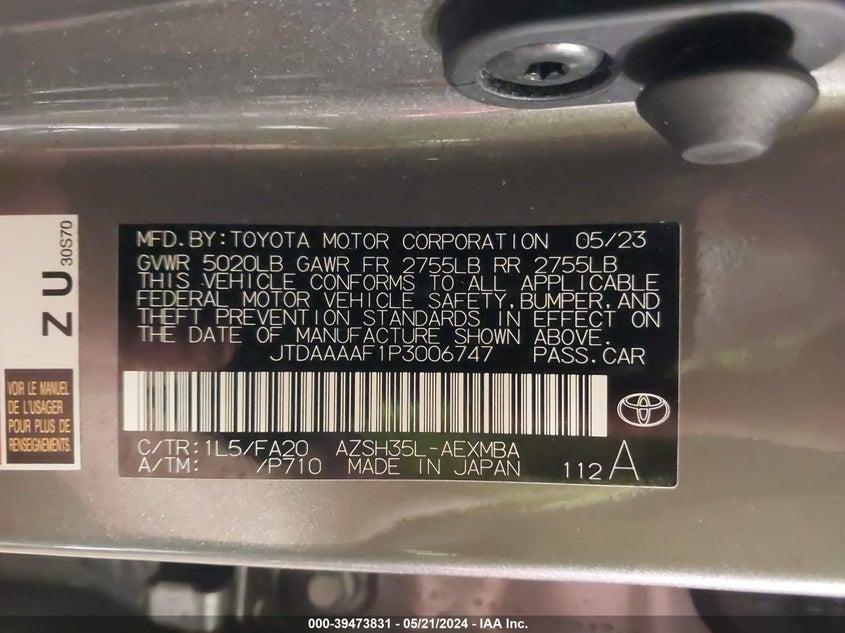 MFD.BY:TOYOTA MOTOR CORPORATION 05/23
GVWR 5020LB GAWR FR 2755LB RR 2755LB
THIS VEHICLE CONFORMS TO ALL APPLICABLE
FEDERAL MOTOR VEHICLE SAFETY,BUMPER,AND
THEFT PREVENTION STANDARDS IN EFFECT ON
THE DATE OF MANUFACTURE SHOWN ABOVE.
JTDAAAAF1P3006747 PASS.CAR
C/TR:1L5/FA20 AZSH35L-AEXMBA
A/TM: /P710 MADE IN JAPAN 112A
ZU 30S70
VOIR LE MANUEL
DE L'USAGER
POUR PLUS DE
RENSEIGNEMENTS
000-39473831 - 05/21/2024 - IAA Inc.